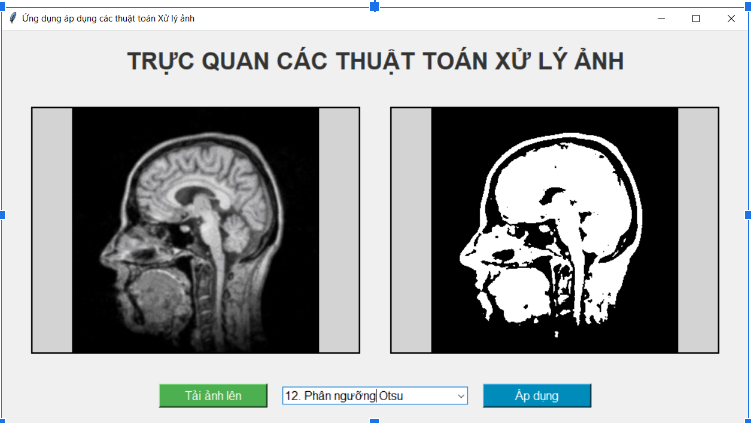 Ứng dụng áp dụng các thuật toán Xử lý ảnh
TRỰC QUAN CÁC THUẬT TOÁN XỬ LÝ ẢNH
Tải ảnh lên
12. Phân ngưỡng Otsu
Áp dụng